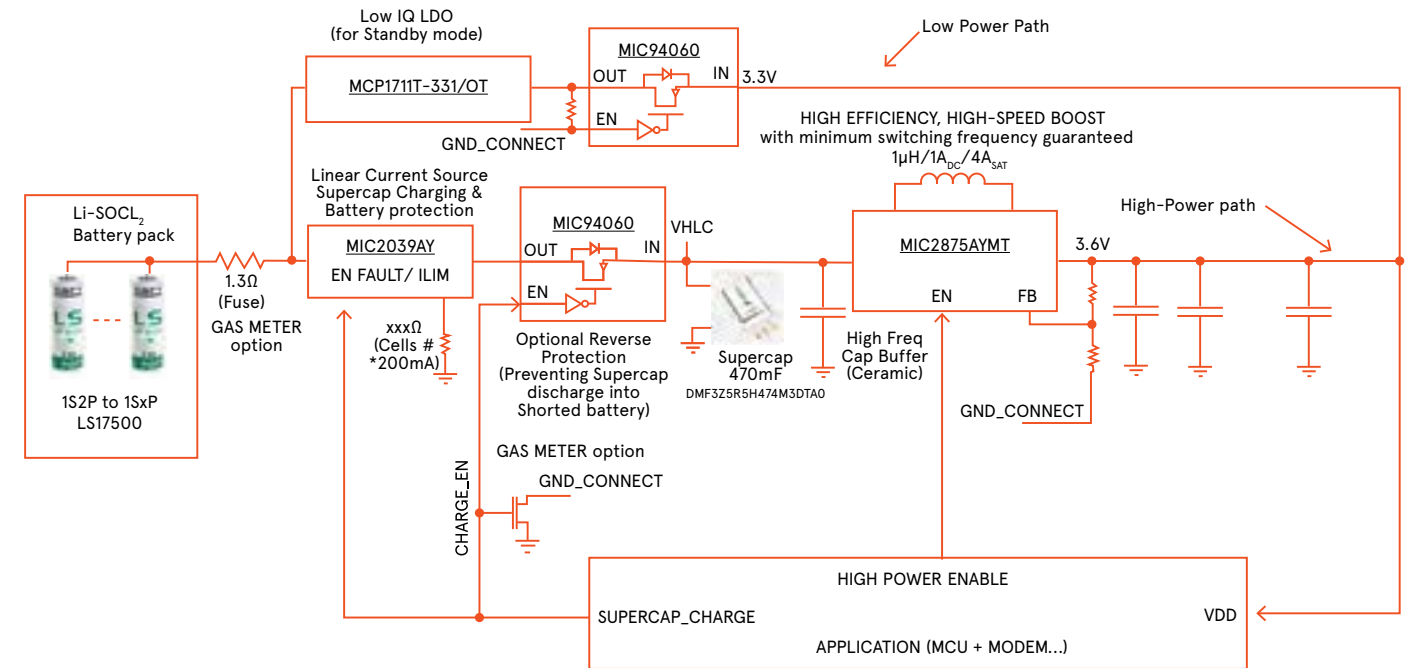 Low IQ LDO
(for Standby mode)
MCP1711T-331/OT
MIC94060
OUT
IN
3.3V
EN
GND_CONNECT
Low Power Path
HIGH EFFICIENCY, HIGH-SPEED BOOST
with minimum switching frequency guaranteed
1µH/1A_DC/4A_SAT
Li-SOCL₂
Battery pack
LS
LS
1S2P to 1SxP
LS17500
1.3Ω
(Fuse)
GAS METER
option
Linear Current Source
Supercap Charging &
Battery protection
MIC2039AY
EN FAULT/ ILIM
xxxΩ
(Cells #
*200mA)
MIC94060
OUT
IN
EN
Optional Reverse
Protection
(Preventing Supercap
discharge into
Shorted battery)
VHLC
Supercap
470mF
DMF3Z5R5H474M3DTA0
High Freq
Cap Buffer
(Ceramic)
MIC2875AYMT
EN
FB
3.6V
High-Power path
GND_CONNECT
GAS METER option
GND_CONNECT
CHARGE_EN
HIGH POWER ENABLE
SUPERCAP_CHARGE
VDD
APPLICATION (MCU + MODEM...)